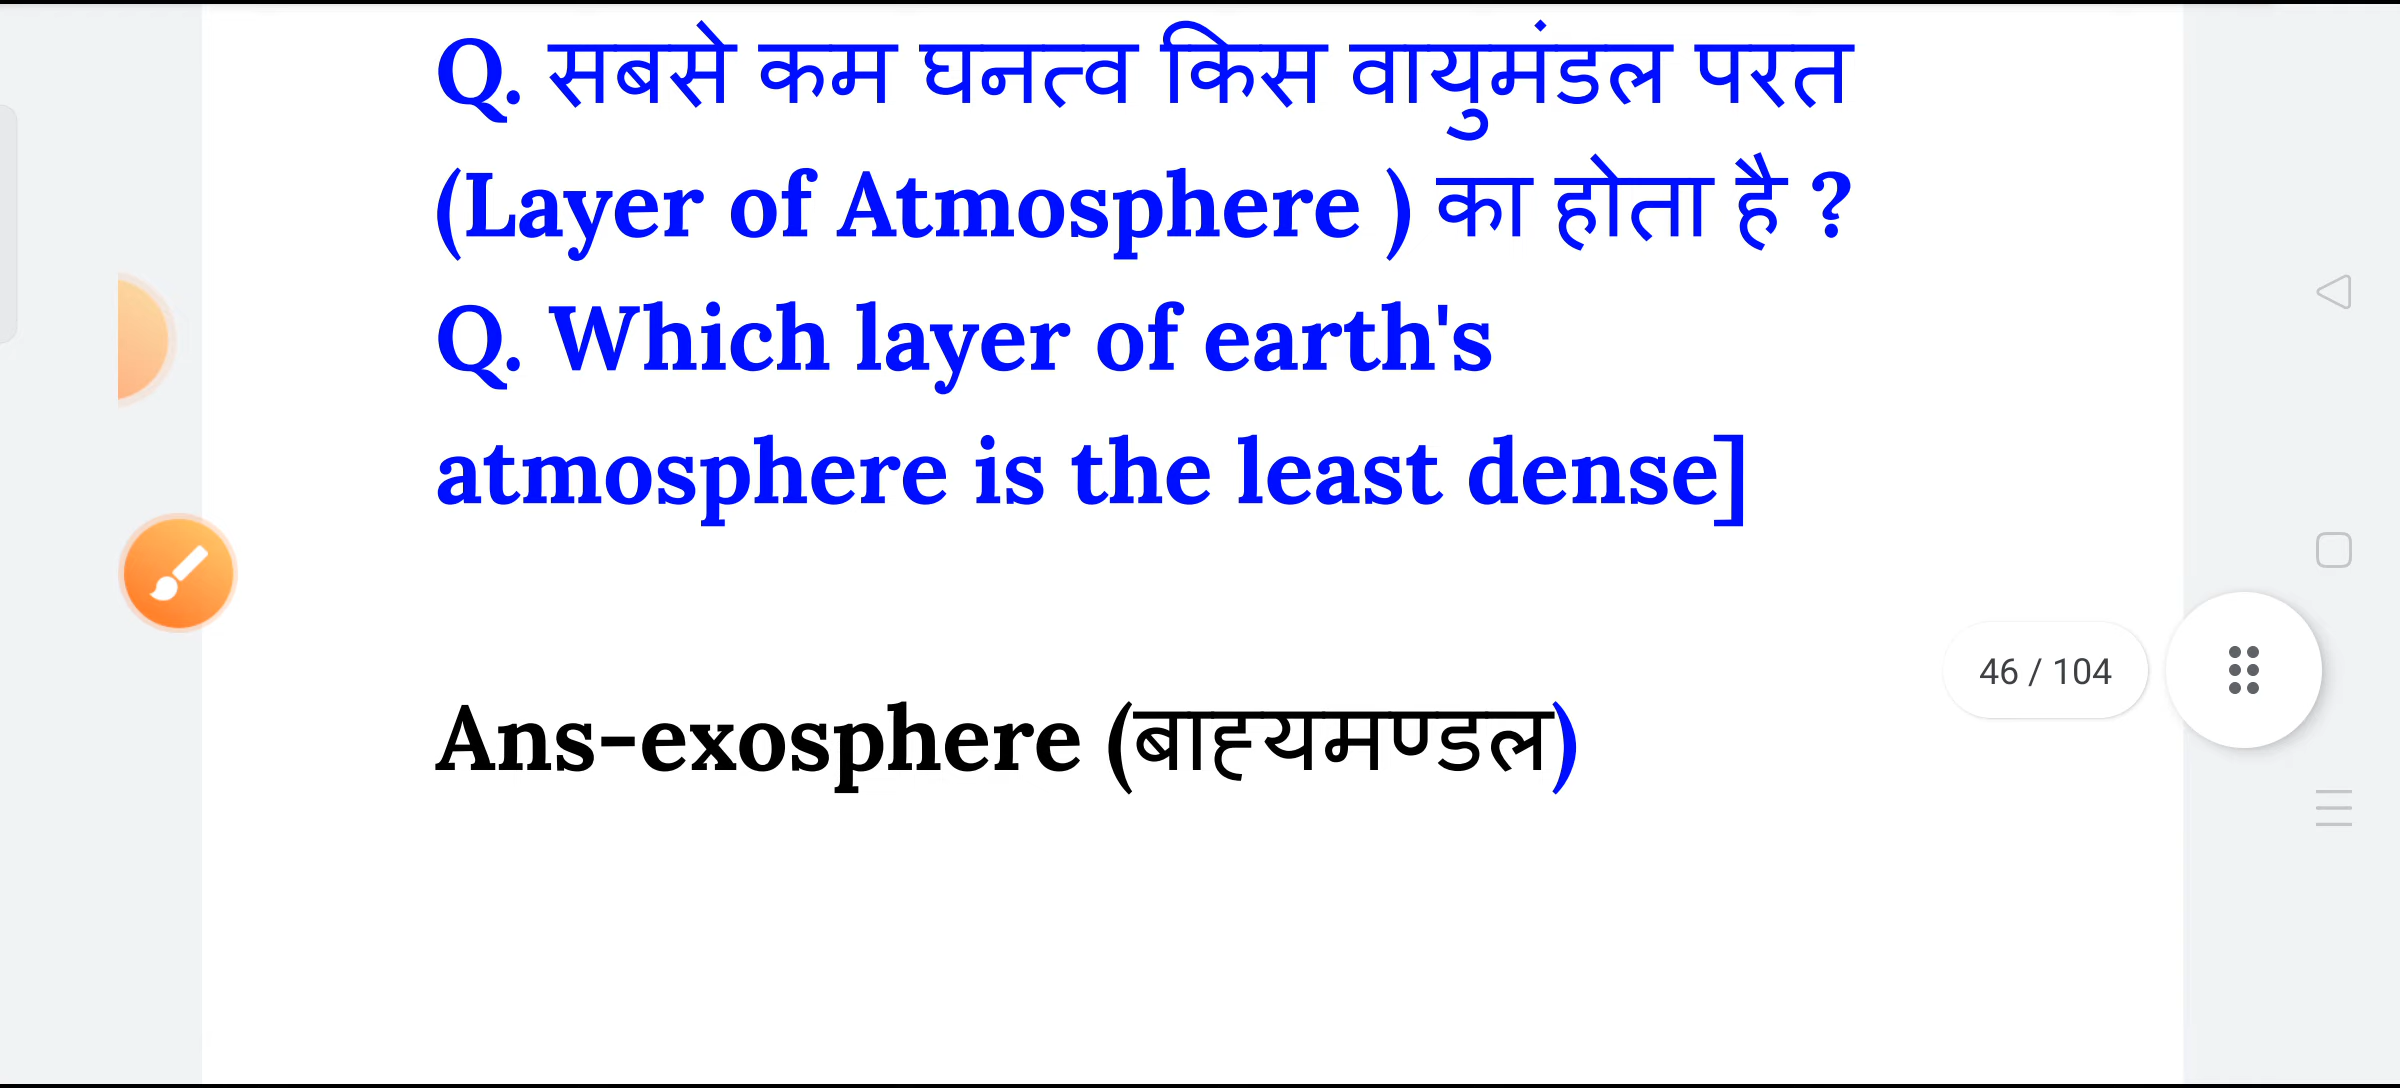 Q. सबसे कम घनत्व किस वायुमंडल परत
(Layer of Atmosphere ) का होता है ?
Q. Which layer of earth's
atmosphere is the least dense]
46 / 104
Ans-exosphere (बाह्यमण्डल)